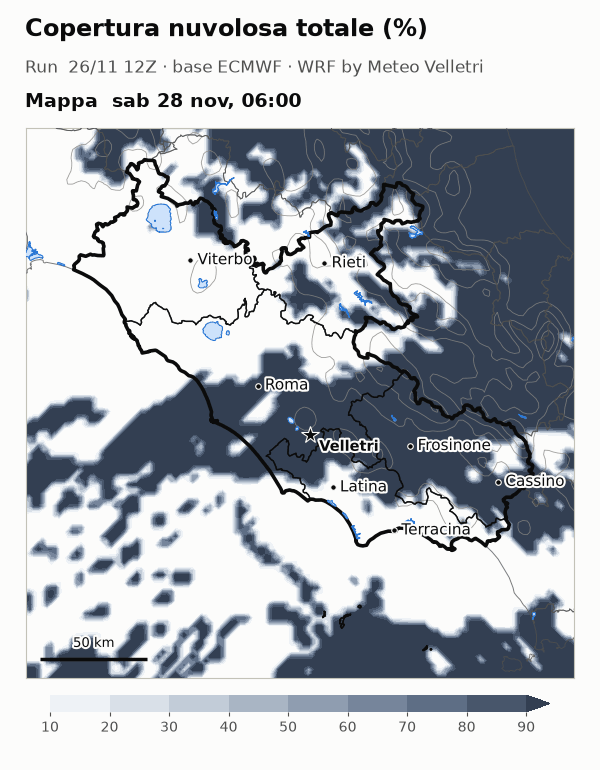 Copertura nuvolosa totale (%)
Run  26/11 12Z · base ECMWF · WRF by Meteo Velletri
Mappa  sab 28 nov, 06:00
Viterbo
Rieti
Roma
Velletri
Frosinone
Cassino
Latina
Terracina
50 km
10 20 30 40 50 60 70 80 90